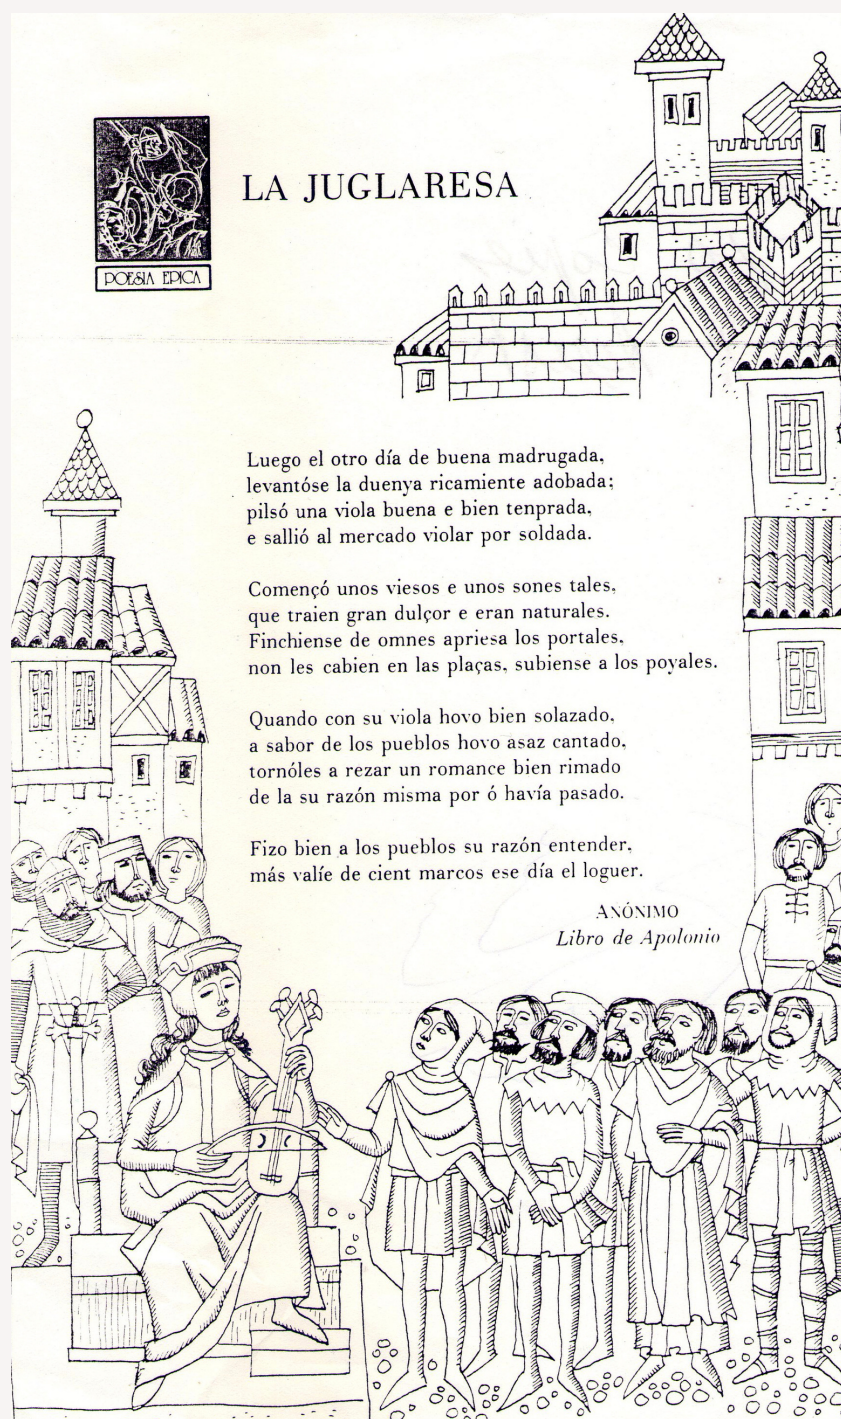 POESIA EPICA
LA JUGLARESA
Luego el otro día de buena madrugada,
levantóse la duenya ricamiente adobada;
pilsó una viola buena e bien tenprada,
e sallió al mercado violar por soldada.
Començó unos viesos e unos sones tales,
que traien gran dulçor e eran naturales.
Finchiense de omnes apriesa los portales,
non les cabien en las plaças, subiense a los poyales.
Quando con su viola hovo bien solazado,
a sabor de los pueblos hovo asaz cantado,
tornóles a rezar un romance bien rimado
de la su razón misma por ó havía pasado.
Fizo bien a los pueblos su razón entender,
más valíe de cient marcos ese día el loguer.
ANÓNIMO
Libro de Apolonio